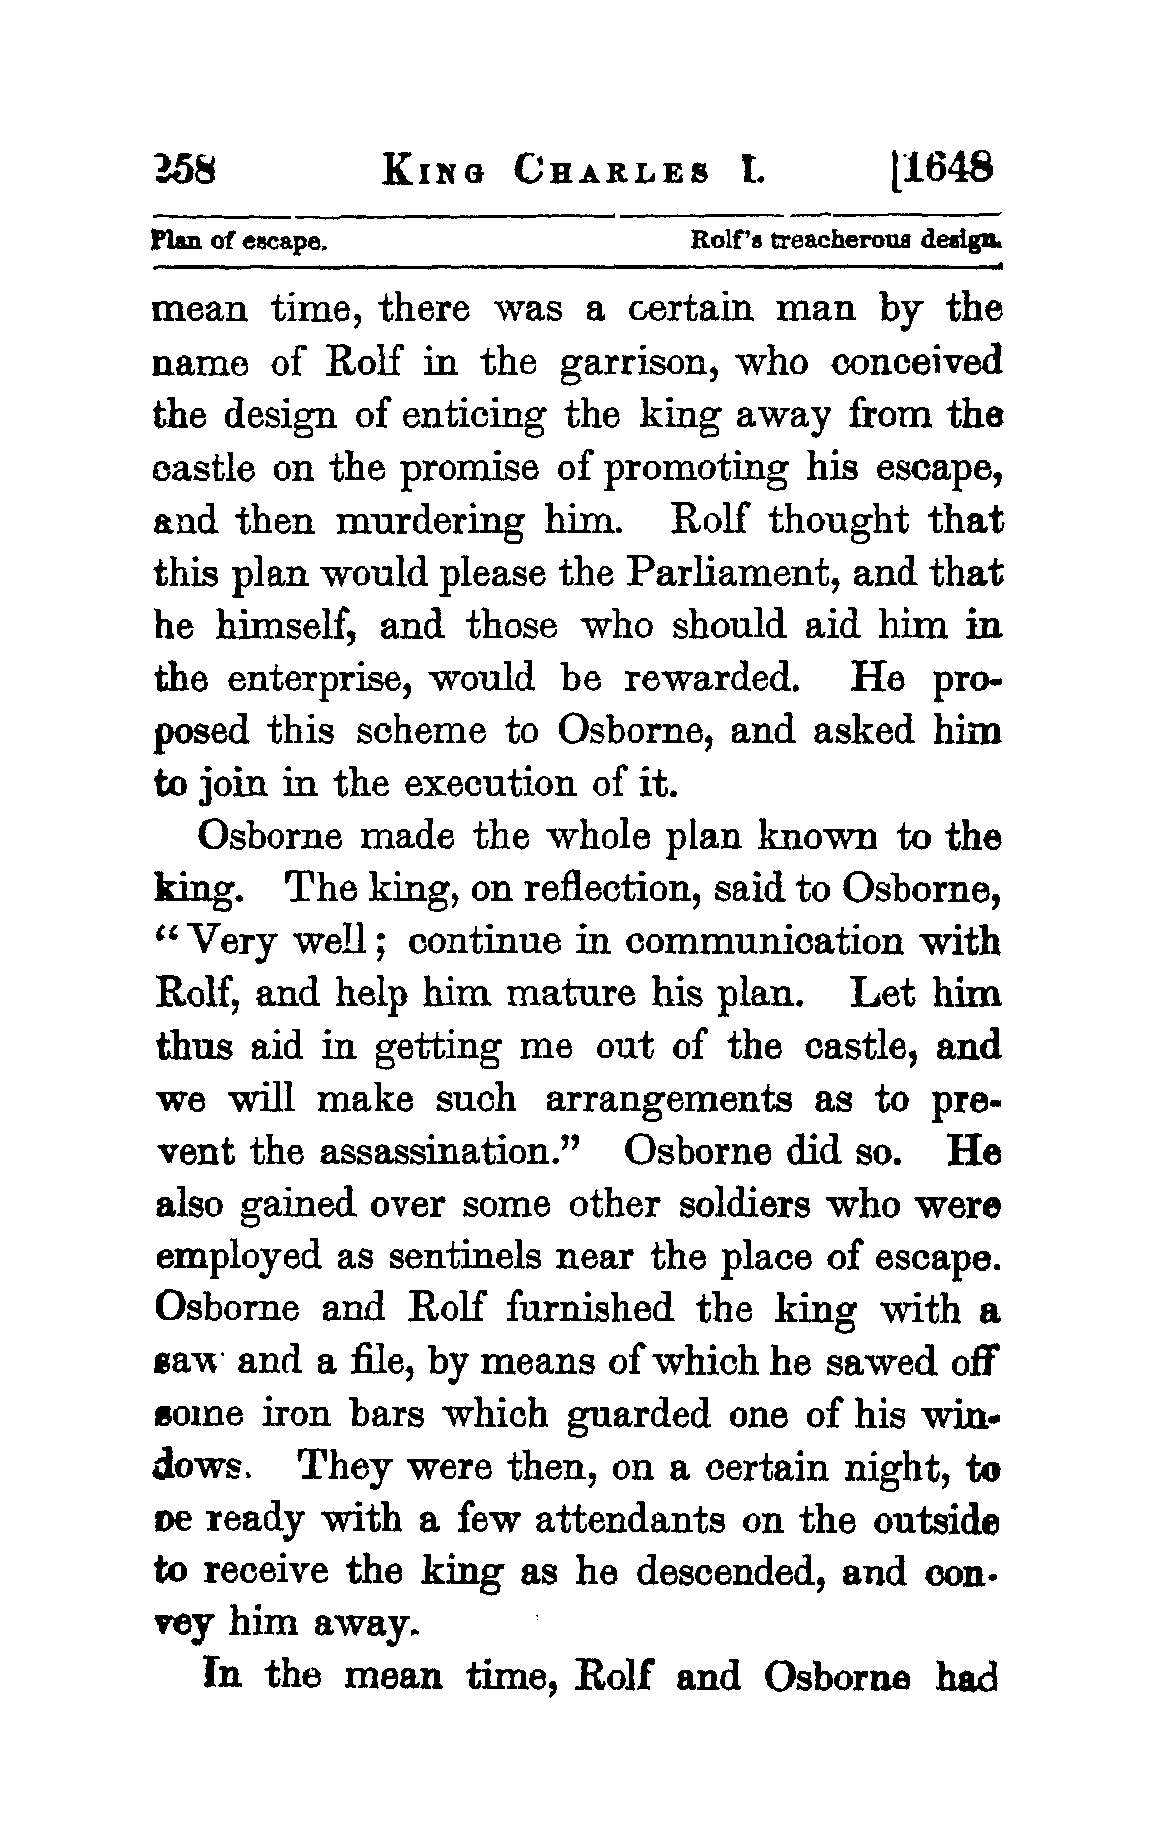 258 King Charles I. [1648
Plan of escape. Rolf's treacherous design.
mean time, there was a certain man by the
name of Rolf in the garrison, who conceived
the design of enticing the king away from the
castle on the promise of promoting his escape,
and then murdering him. Rolf thought that
this plan would please the Parliament, and that
he himself, and those who should aid him in
the enterprise, would be rewarded. He pro-
posed this scheme to Osborne, and asked him
to join in the execution of it.
Osborne made the whole plan known to the
king. The king, on reflection, said to Osborne,
“Very well; continue in communication with
Rolf, and help him mature his plan. Let him
thus aid in getting me out of the castle, and
we will make such arrangements as to pre-
vent the assassination.” Osborne did so. He
also gained over some other soldiers who were
employed as sentinels near the place of escape.
Osborne and Rolf furnished the king with a
saw and a file, by means of which he sawed off
some iron bars which guarded one of his win-
dows. They were then, on a certain night, to
be ready with a few attendants on the outside
to receive the king as he descended, and con-
vey him away.
In the mean time, Rolf and Osborne had